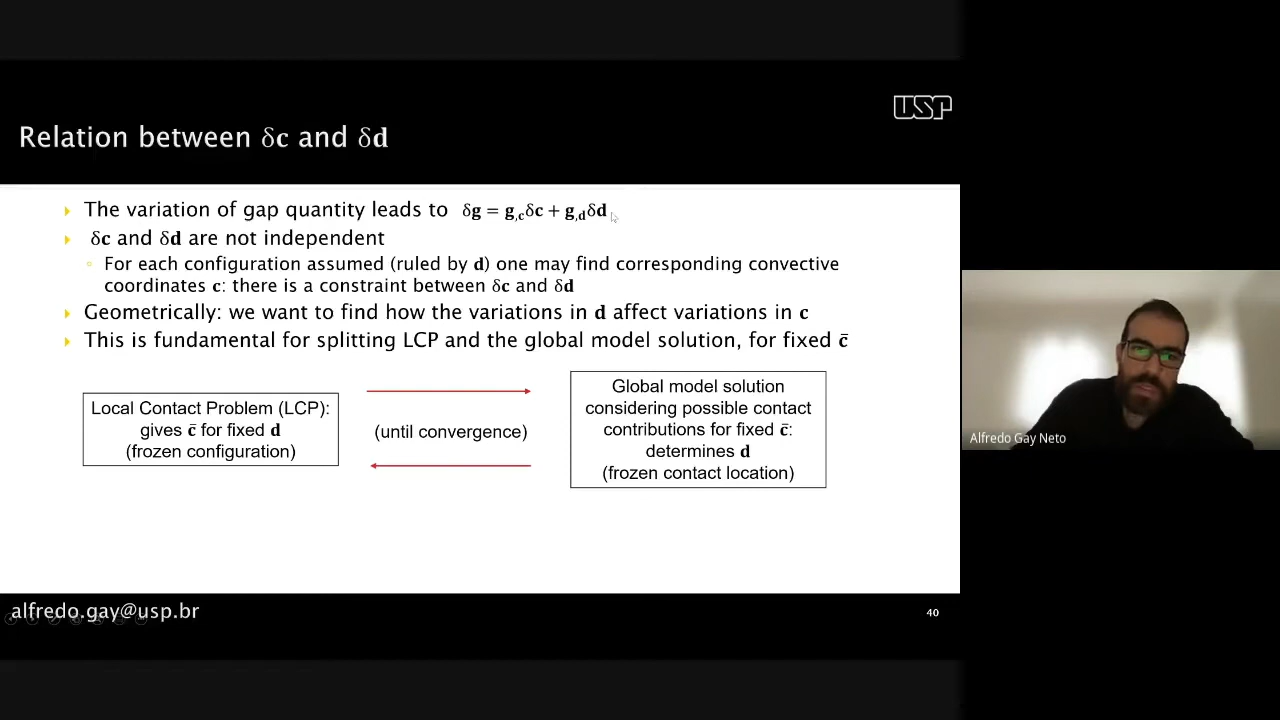 USP
Relation between δc and δd
The variation of gap quantity leads to δg = g,cδc + g,dδd
δc and δd are not independent
For each configuration assumed (ruled by d) one may find corresponding convective
coordinates c: there is a constraint between δc and δd
Geometrically: we want to find how the variations in d affect variations in c
This is fundamental for splitting LCP and the global model solution, for fixed c̄
Local Contact Problem (LCP):
gives c̄ for fixed d
(frozen configuration)
(until convergence)
Global model solution
considering possible contact
contributions for fixed c̄:
determines d
(frozen contact location)
Alfredo Gay Neto
alfredo.gay@usp.br
40